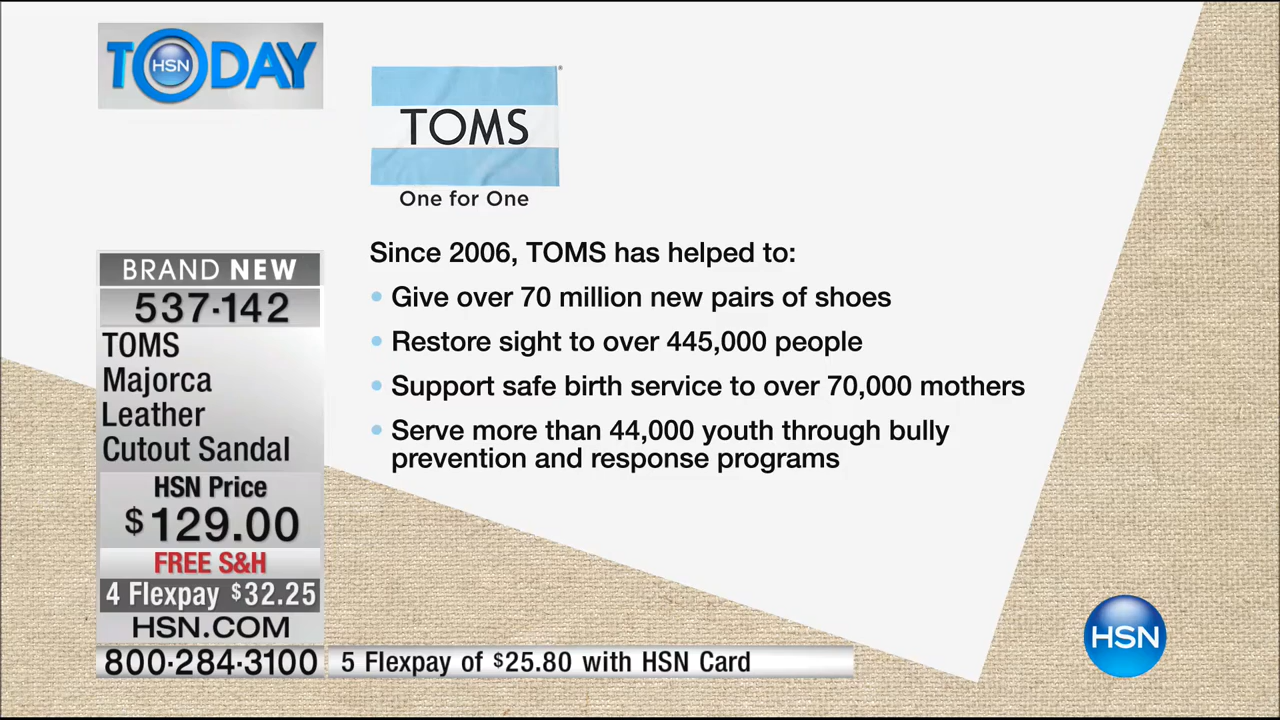 TODAY
HSN
TOMS
®
One for One
Since 2006, TOMS has helped to:
• Give over 70 million new pairs of shoes
• Restore sight to over 445,000 people
• Support safe birth service to over 70,000 mothers
• Serve more than 44,000 youth through bully
prevention and response programs
BRAND NEW
537-142
TOMS
Majorca
Leather
Cutout Sandal
HSN Price
$129.00
FREE S&H
4 Flexpay $32.25
HSN.COM
800-284-3100
5 Flexpay of $25.80 with HSN Card
HSN